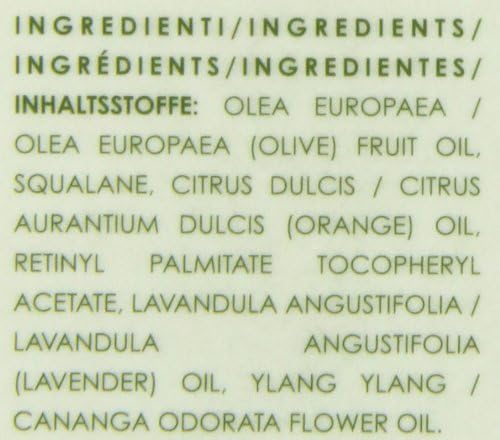 INGREDIENTI/INGREDIENTS/
INGRÉDIENTS/INGREDIENTES/
INHALTSSTOFFE: OLEA EUROPAEA /
OLEA EUROPAEA (OLIVE) FRUIT OIL,
SQUALANE, CITRUS DULCIS / CITRUS
AURANTIUM DULCIS (ORANGE) OIL,
RETINYL PALMITATE TOCOPHERYL
ACETATE, LAVANDULA ANGUSTIFOLIA /
LAVANDULA ANGUSTIFOLIA
(LAVENDER) OIL, YLANG YLANG /
CANANGA ODORATA FLOWER OIL.